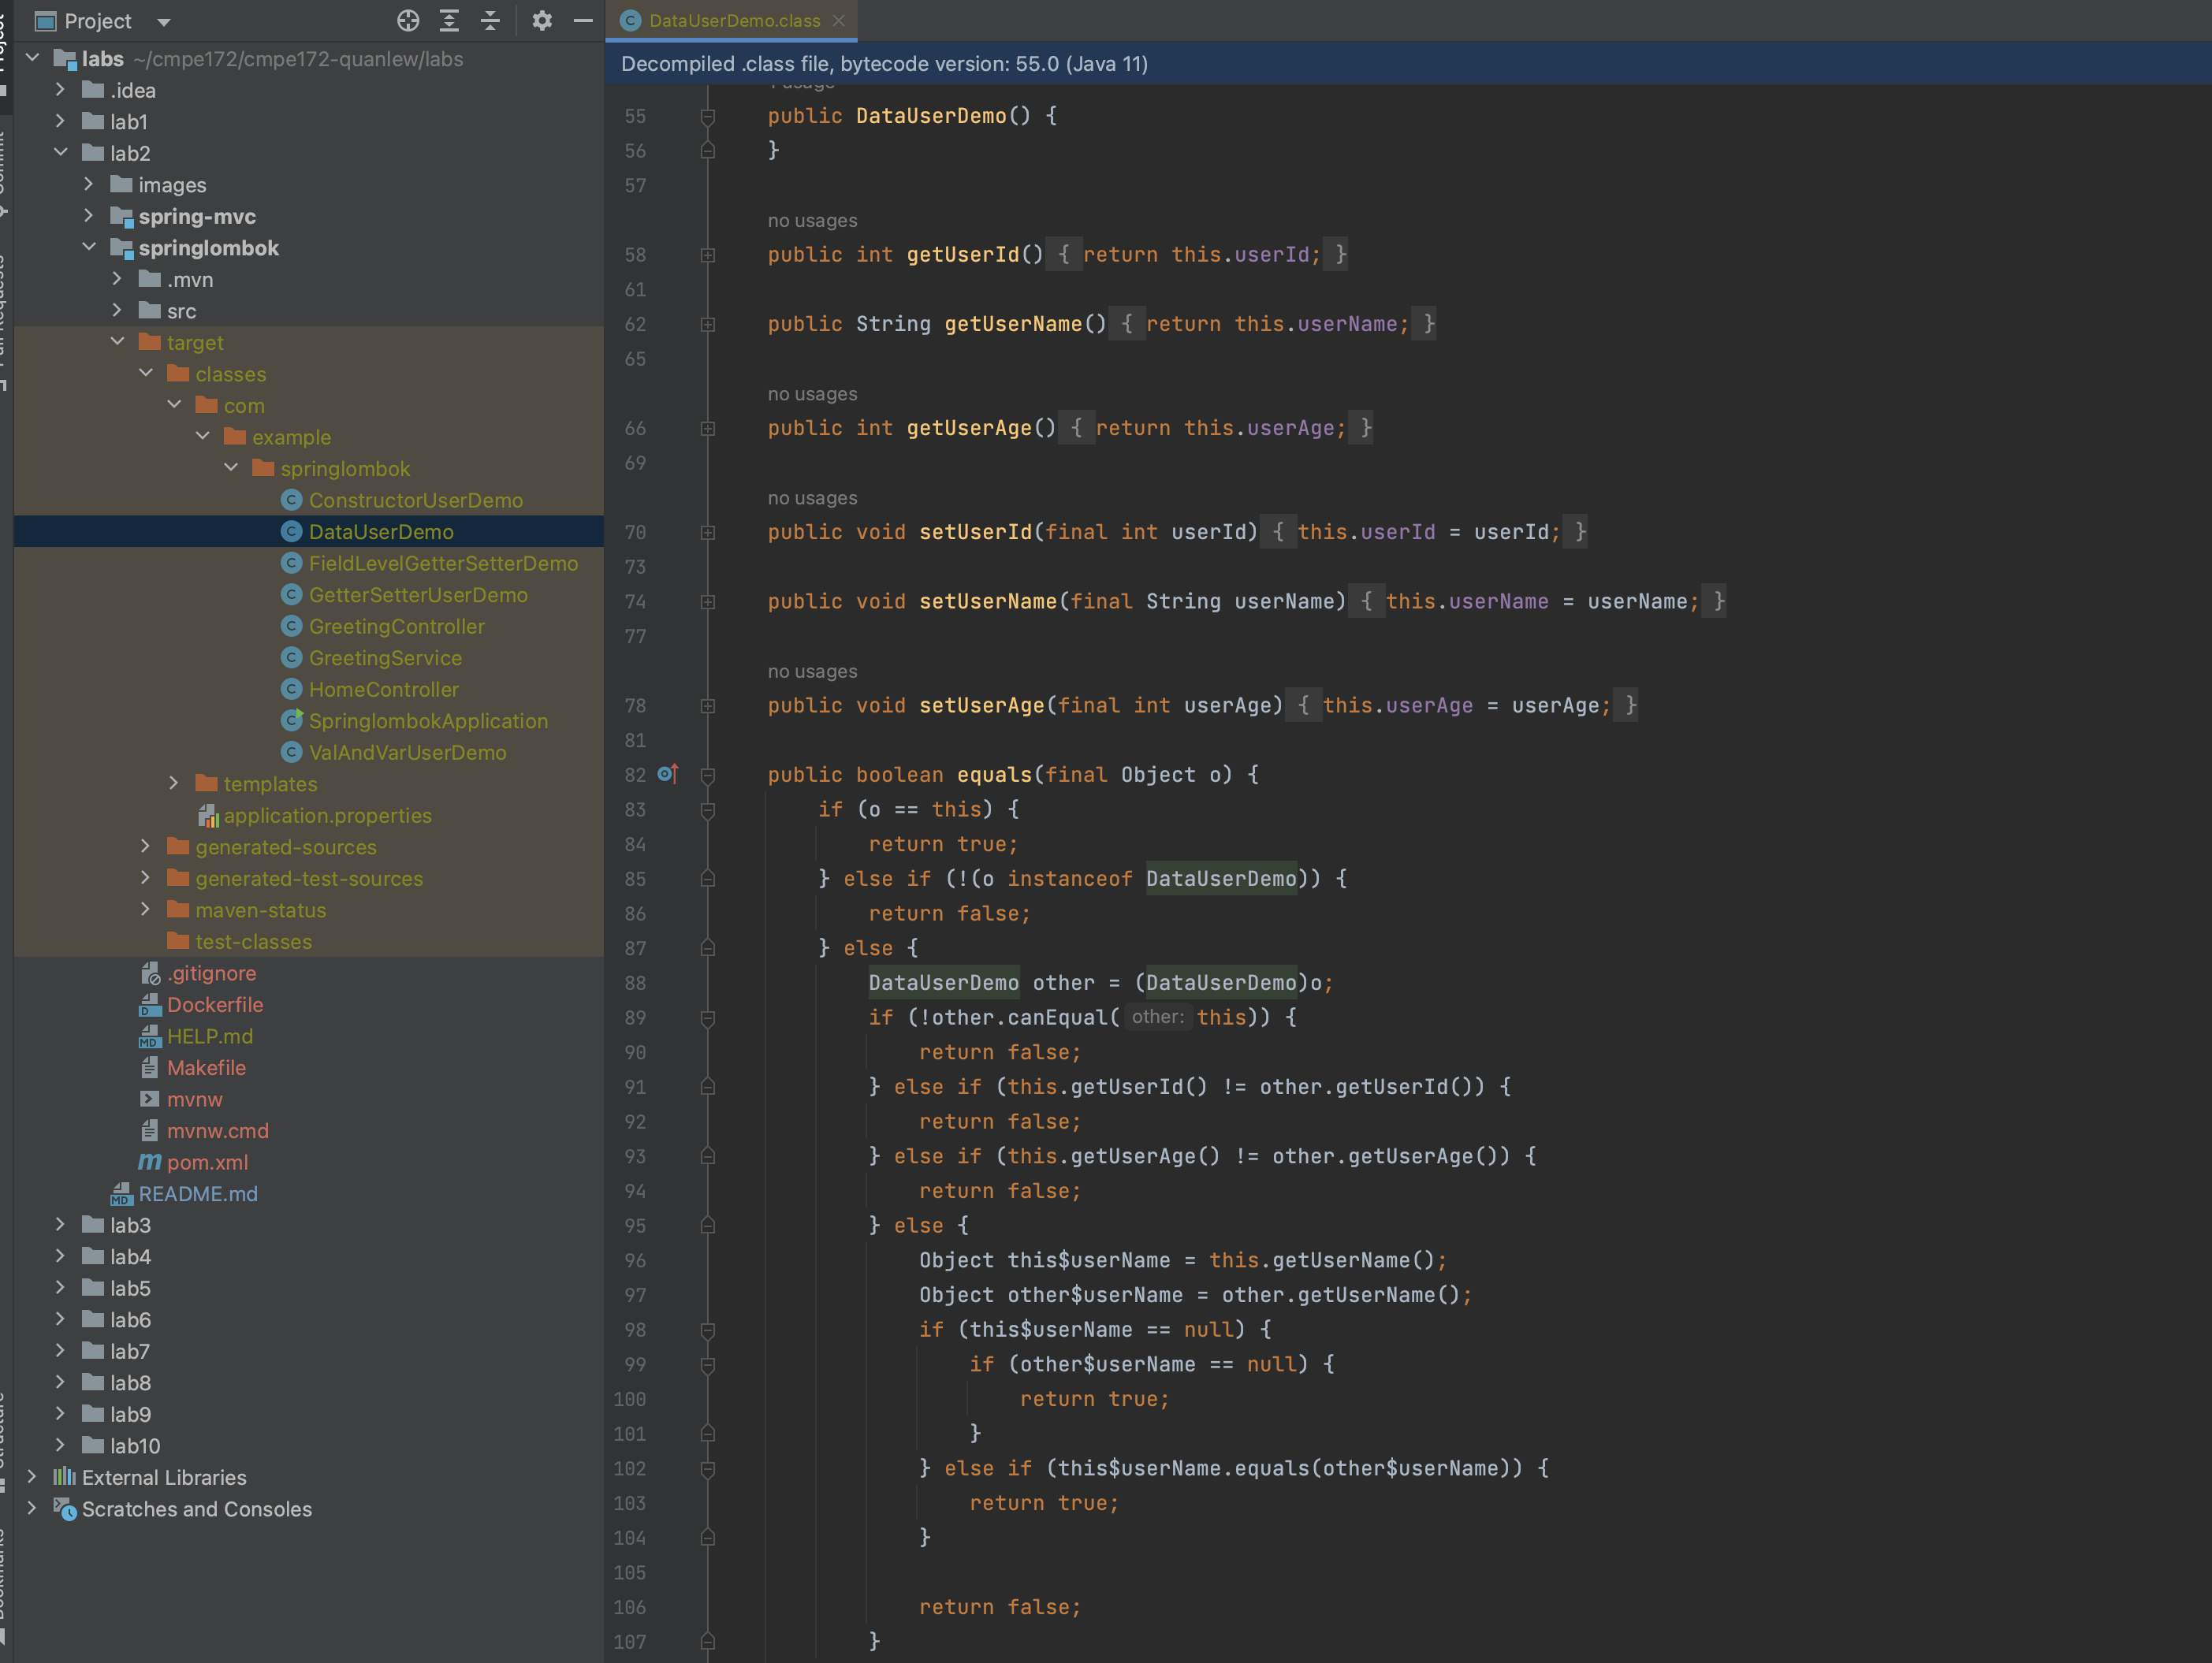 Project
labs ~/cmpe172/cmpe172-quanlew/labs
.idea
lab1
lab2
images
spring-mvc
springlombok
.mvn
src
target
classes
com
example
springlombok
ConstructorUserDemo
DataUserDemo
FieldLevelGetterSetterDemo
GetterSetterUserDemo
GreetingController
GreetingService
HomeController
SpringlombokApplication
ValAndVarUserDemo
templates
application.properties
generated-sources
generated-test-sources
maven-status
test-classes
.gitignore
Dockerfile
HELP.md
Makefile
mvnw
mvnw.cmd
pom.xml
README.md
lab3
lab4
lab5
lab6
lab7
lab8
lab9
lab10
External Libraries
Scratches and Consoles
DataUserDemo.class
Decompiled .class file, bytecode version: 55.0 (Java 11)
55 public DataUserDemo() {
56 }
57
no usages
58 public int getUserId() { return this.userId; }
61
62 public String getUserName() { return this.userName; }
65
no usages
66 public int getUserAge() { return this.userAge; }
69
no usages
70 public void setUserId(final int userId) { this.userId = userId; }
73
74 public void setUserName(final String userName) { this.userName = userName; }
77
no usages
78 public void setUserAge(final int userAge) { this.userAge = userAge; }
81
82 public boolean equals(final Object o) {
83 if (o == this) {
84 return true;
85 } else if (!(o instanceof DataUserDemo)) {
86 return false;
87 } else {
88 DataUserDemo other = (DataUserDemo)o;
89 if (!other.canEqual( other: this)) {
90 return false;
91 } else if (this.getUserId() != other.getUserId()) {
92 return false;
93 } else if (this.getUserAge() != other.getUserAge()) {
94 return false;
95 } else {
96 Object this$userName = this.getUserName();
97 Object other$userName = other.getUserName();
98 if (this$userName == null) {
99 if (other$userName == null) {
100 return true;
101 }
102 } else if (this$userName.equals(other$userName)) {
103 return true;
104 }
105
106 return false;
107 }